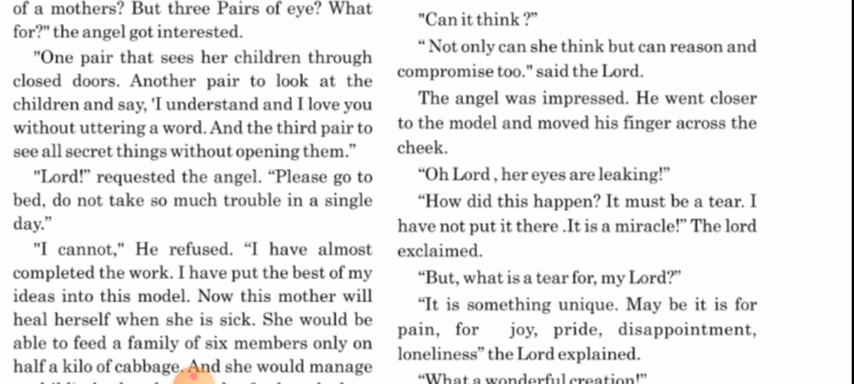 of a mothers? But three Pairs of eye? What
for?" the angel got interested.
"One pair that sees her children through
closed doors. Another pair to look at the
children and say, 'I understand and I love you
without uttering a word. And the third pair to
see all secret things without opening them.”
"Lord!” requested the angel. “Please go to
bed, do not take so much trouble in a single
day.”
"I cannot," He refused. “I have almost
completed the work. I have put the best of my
ideas into this model. Now this mother will
heal herself when she is sick. She would be
able to feed a family of six members only on
half a kilo of cabbage. And she would manage
"Can it think ?”
“ Not only can she think but can reason and
compromise too." said the Lord.
The angel was impressed. He went closer
to the model and moved his finger across the
cheek.
“Oh Lord , her eyes are leaking!”
“How did this happen? It must be a tear. I
have not put it there .It is a miracle!” The lord
exclaimed.
“But, what is a tear for, my Lord?”
“It is something unique. May be it is for
pain, for joy, pride, disappointment,
loneliness” the Lord explained.
“What a wonderful creation!”